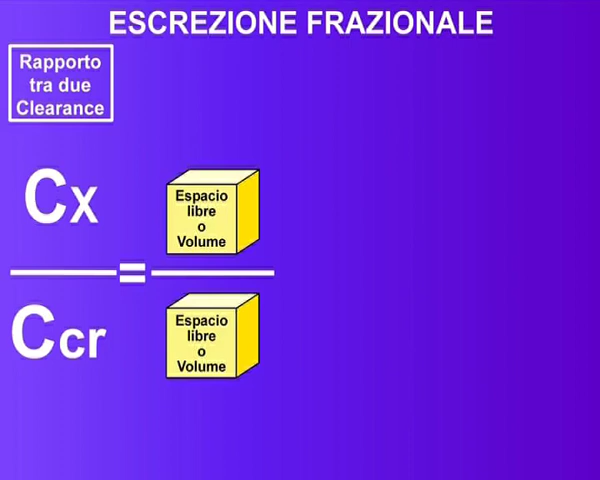 ESCREZIONE FRAZIONALE
Rapporto
tra due
Clearance
Cx
Espacio
libre
o
Volume
=
Ccr
Espacio
libre
o
Volume